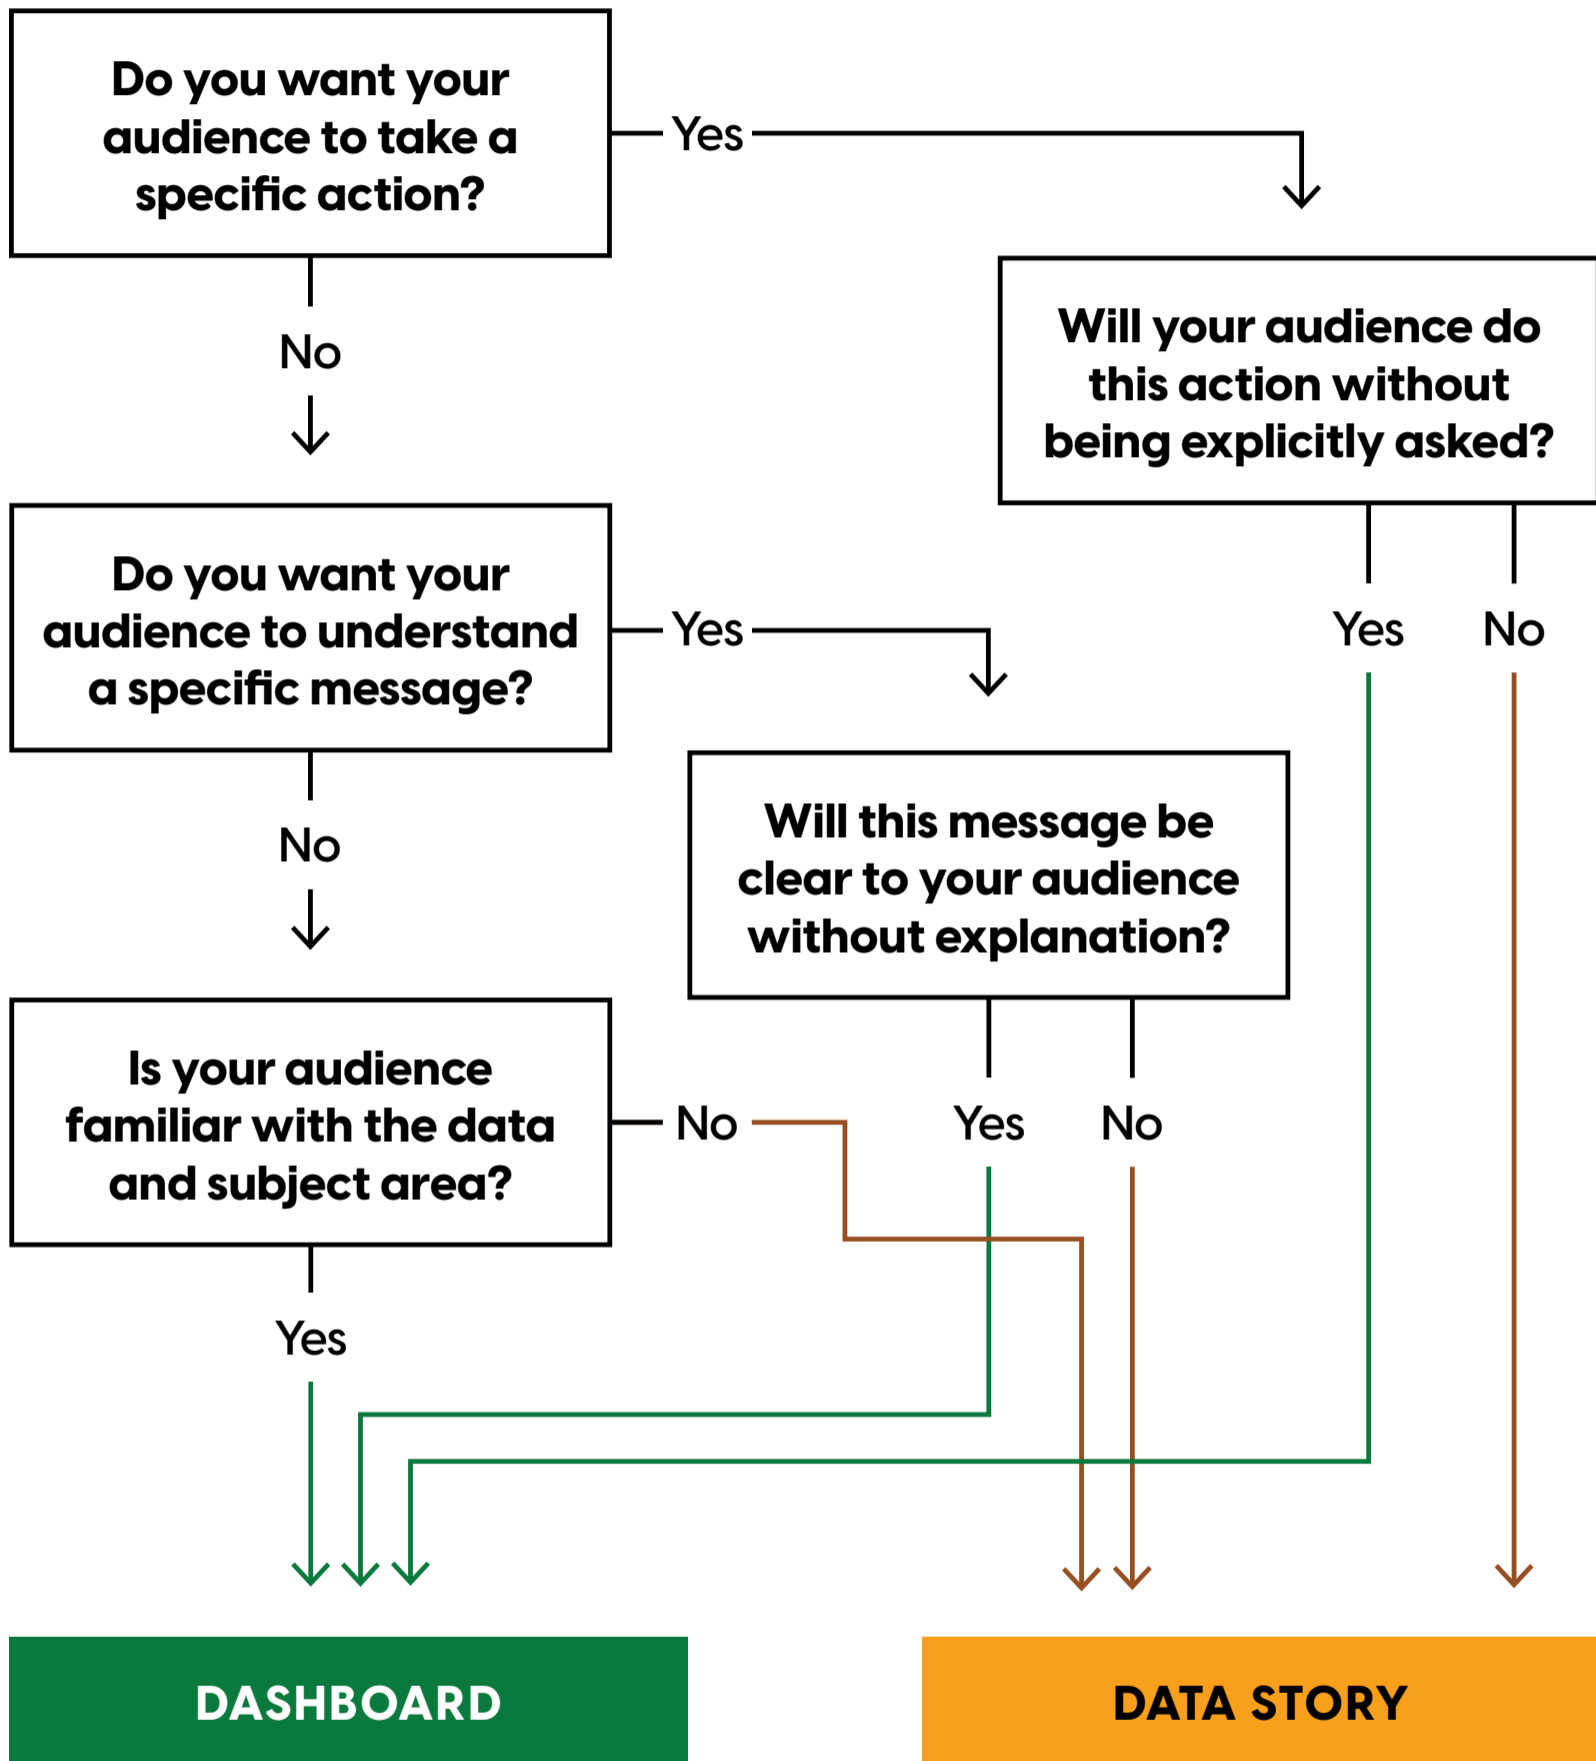 Do you want your
audience to take a
specific action?
Yes
No
Will your audience do
this action without
being explicitly asked?
Do you want your
audience to understand
a specific message?
Yes
Yes
No
No
Will this message be
clear to your audience
without explanation?
Is your audience
familiar with the data
and subject area?
No
Yes
No
Yes
DASHBOARD
DATA STORY